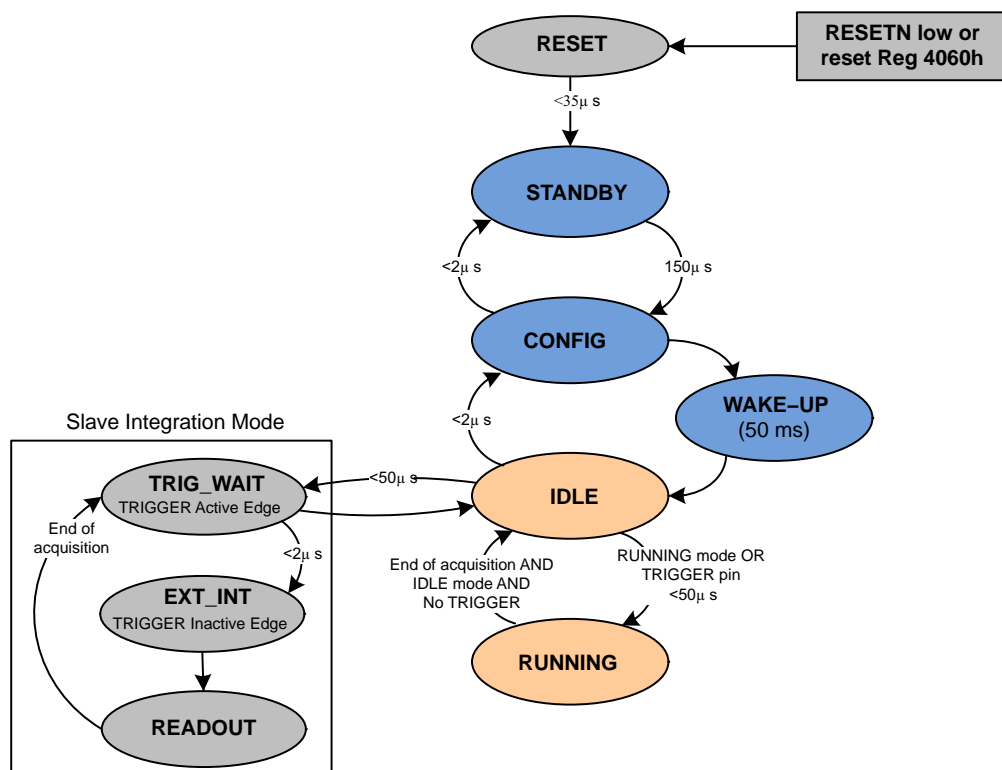 RESET
RESETN low or
reset Reg 4060h
<35μ s
STANDBY
<2μ s
150μ s
CONFIG
<2μ s
WAKE−UP
(50 ms)
Slave Integration Mode
TRIG_WAIT
TRIGGER Active Edge
<50μ s
IDLE
End of
acquisition
<2μ s
End of acquisition AND
IDLE mode AND
No TRIGGER
RUNNING mode OR
TRIGGER pin
<50μ s
EXT_INT
TRIGGER Inactive Edge
RUNNING
READOUT